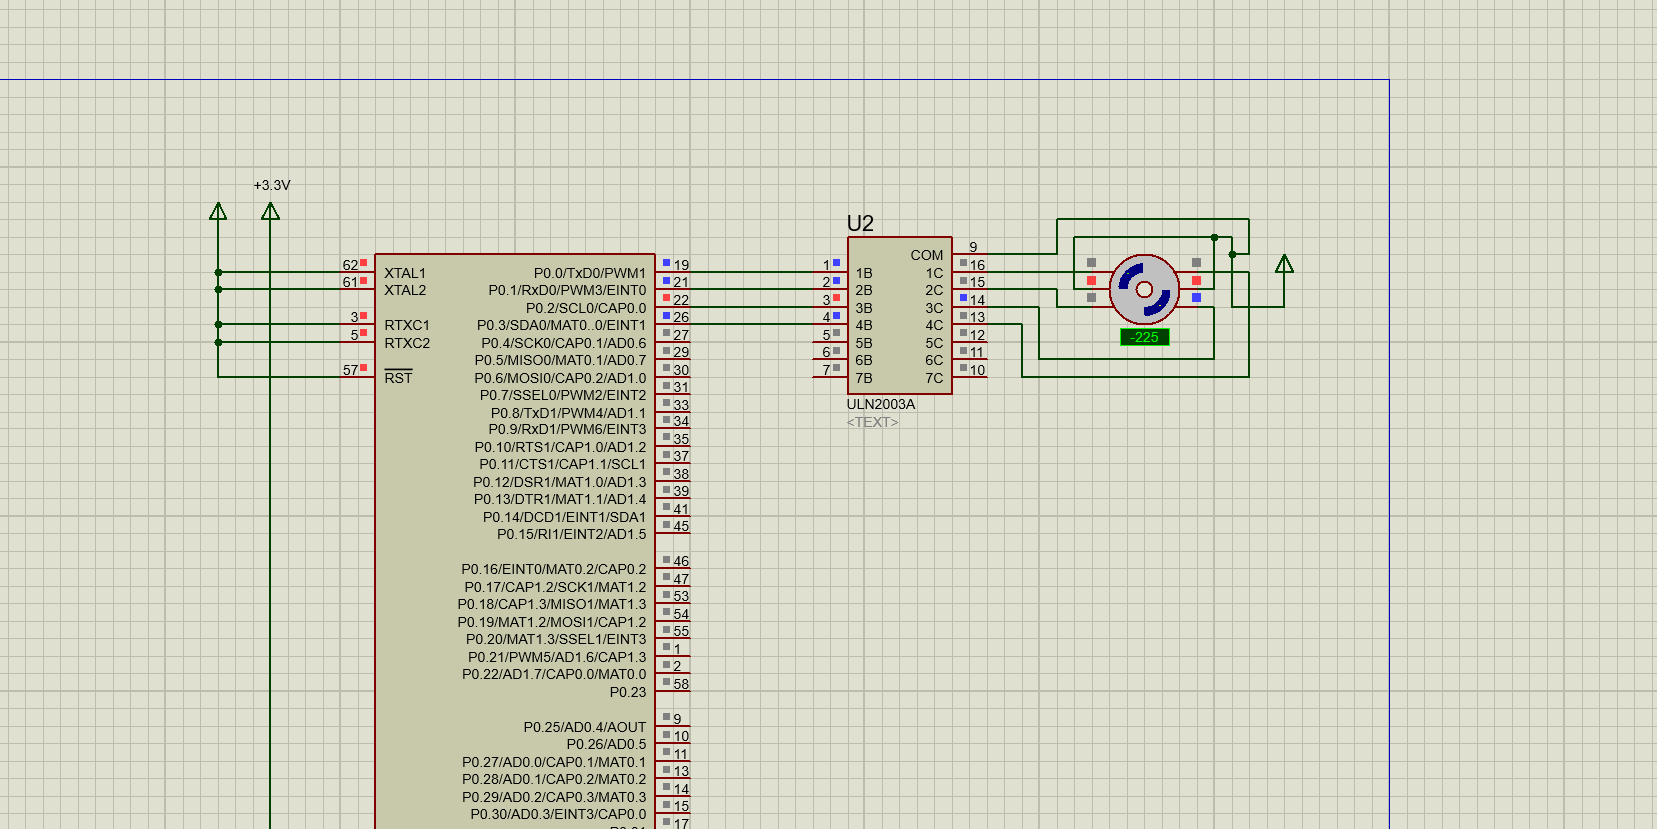 +3.3V
U2
62 XTAL1
61 XTAL2
3 RTXC1
5 RTXC2
57 RST
P0.0/TxD0/PWM1 19
P0.1/RxD0/PWM3/EINT0 21
P0.2/SCL0/CAP0.0 22
P0.3/SDA0/MAT0..0/EINT1 26
P0.4/SCK0/CAP0.1/AD0.6 27
P0.5/MISO0/MAT0.1/AD0.7 29
P0.6/MOSI0/CAP0.2/AD1.0 30
P0.7/SSEL0/PWM2/EINT2 31
P0.8/TxD1/PWM4/AD1.1 33
P0.9/RxD1/PWM6/EINT3 34
P0.10/RTS1/CAP1.0/AD1.2 35
P0.11/CTS1/CAP1.1/SCL1 37
P0.12/DSR1/MAT1.0/AD1.3 38
P0.13/DTR1/MAT1.1/AD1.4 39
P0.14/DCD1/EINT1/SDA1 41
P0.15/RI1/EINT2/AD1.5 45
P0.16/EINT0/MAT0.2/CAP0.2 46
P0.17/CAP1.2/SCK1/MAT1.2 47
P0.18/CAP1.3/MISO1/MAT1.3 53
P0.19/MAT1.2/MOSI1/CAP1.2 54
P0.20/MAT1.3/SSEL1/EINT3 55
P0.21/PWM5/AD1.6/CAP1.3 1
P0.22/AD1.7/CAP0.0/MAT0.0 2
P0.23 58
P0.25/AD0.4/AOUT 9
P0.26/AD0.5 10
P0.27/AD0.0/CAP0.1/MAT0.1 11
P0.28/AD0.1/CAP0.2/MAT0.2 13
P0.29/AD0.2/CAP0.3/MAT0.3 14
P0.30/AD0.3/EINT3/CAP0.0 15
17
COM 9
1 1B 1C 16
2 2B 2C 15
3 3B 3C 14
4 4B 4C 13
5 5B 5C 12
6 6B 6C 11
7 7B 7C 10
ULN2003A
<TEXT>
-225